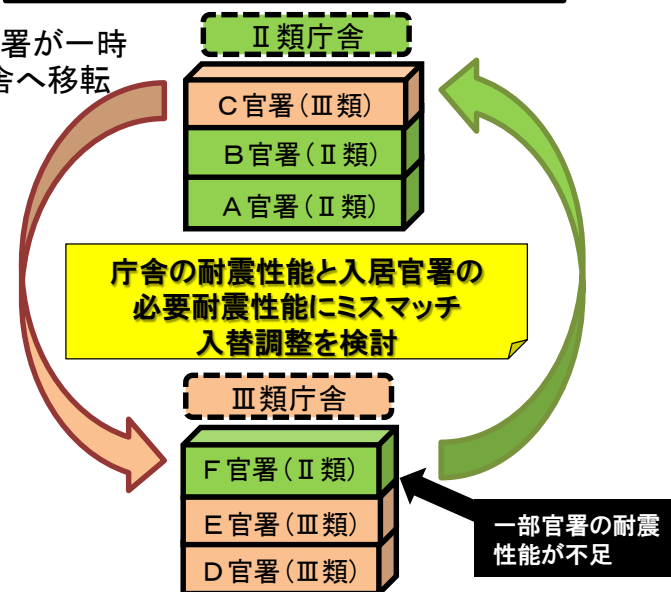 署が一時
舎へ移転
Ⅱ類庁舎
C官署(Ⅲ類)
B官署(Ⅱ類)
A官署(Ⅱ類)
庁舎の耐震性能と入居官署の
必要耐震性能にミスマッチ
入替調整を検討
Ⅲ類庁舎
F官署(Ⅱ類)
E官署(Ⅲ類)
D官署(Ⅲ類)
一部官署の耐震
性能が不足